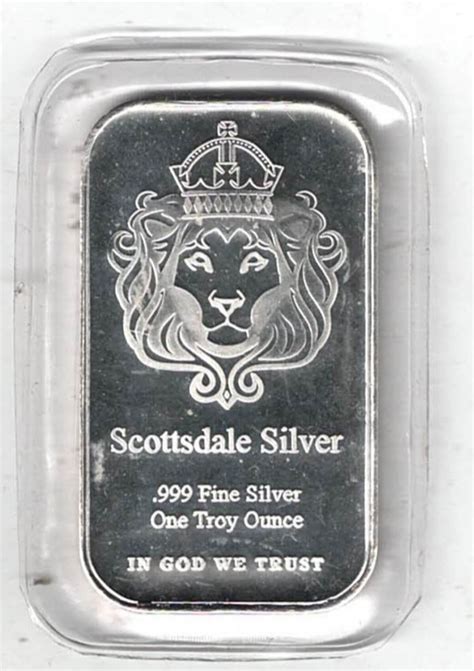 Scottsdale Silver
.999 Fine Silver
One Troy Ounce
IN GOD WE TRUST